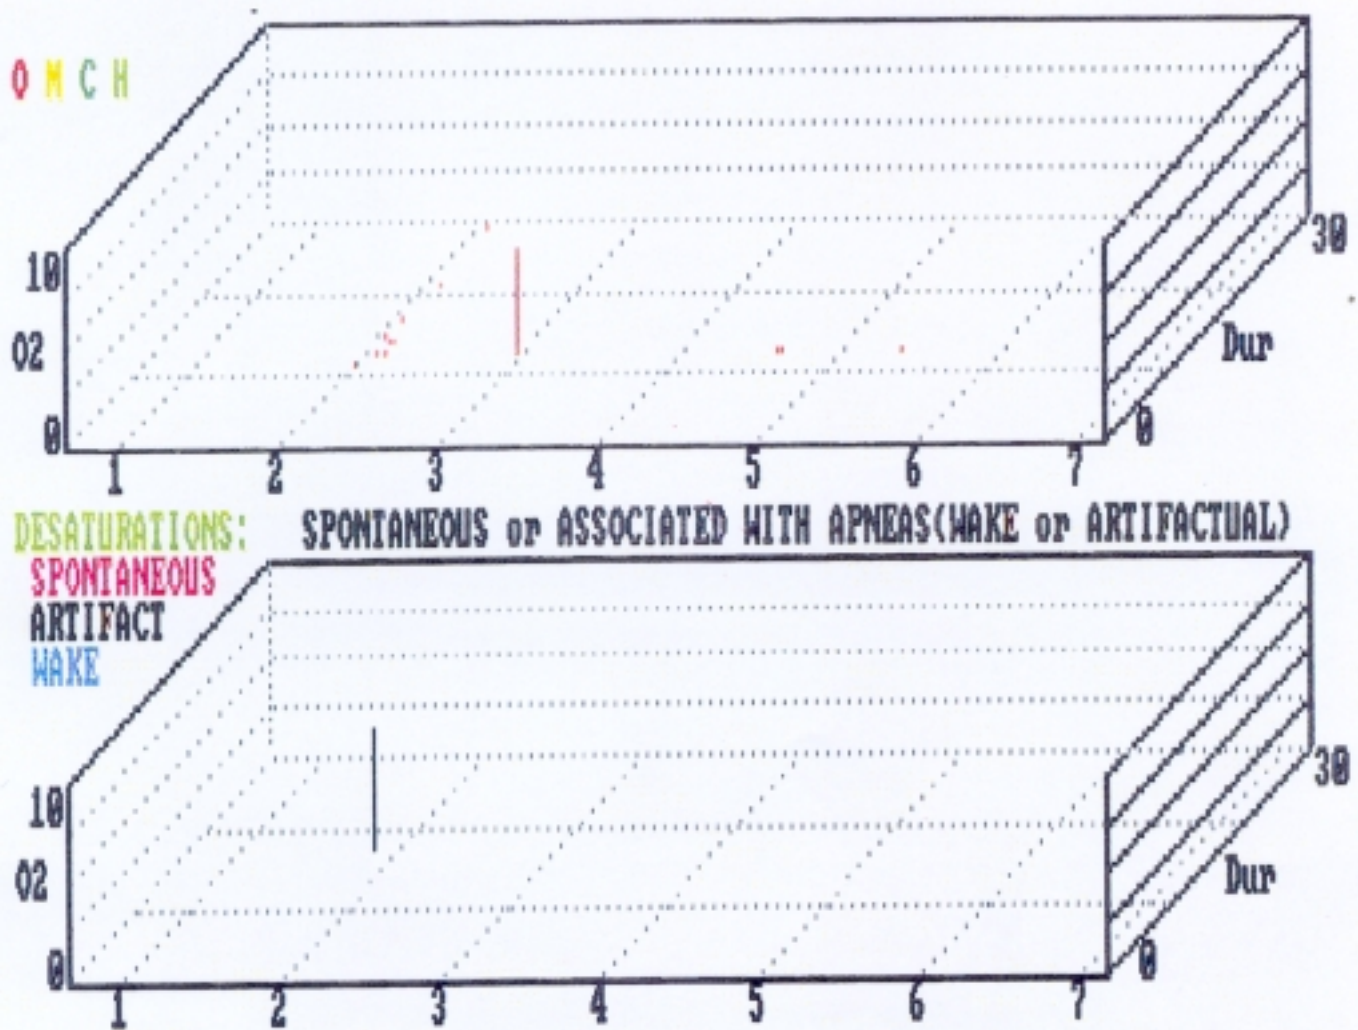 O M C H
30
10
O2
Dur
0
0
1 2 3 4 5 6 7
DESATURATIONS: SPONTANEOUS or ASSOCIATED WITH APNEAS(WAKE or ARTIFACTUAL)
SPONTANEOUS
ARTIFACT
WAKE
30
10
O2
Dur
0
0
1 2 3 4 5 6 7